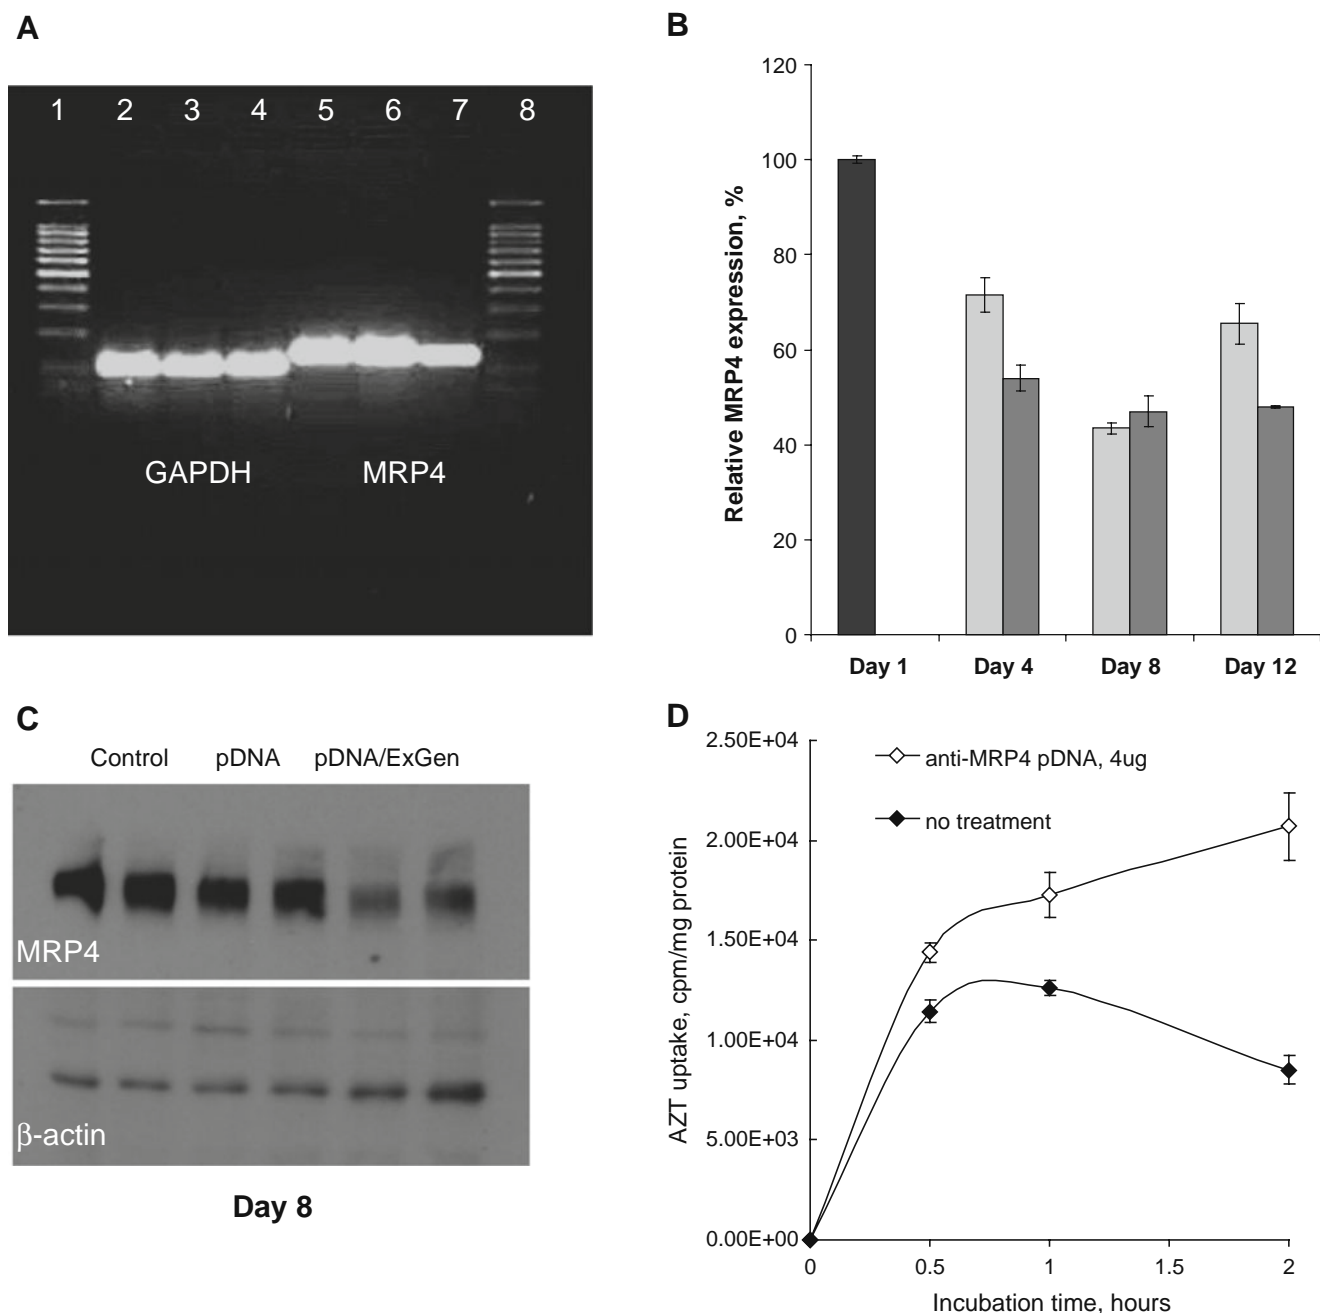 A
1 2 3 4 5 6 7 8
GAPDH MRP4
B
Relative MRP4 expression, %
120
100
80
60
40
20
0
Day 1 Day 4 Day 8 Day 12
C
Control pDNA pDNA/ExGen
MRP4
β-actin
Day 8
D
AZT uptake, cpm/mg protein
2.50E+04
2.00E+04
1.50E+04
1.00E+04
5.00E+03
0.00E+00
anti-MRP4 pDNA, 4ug
no treatment
0 0.5 1 1.5 2
Incubation time, hours